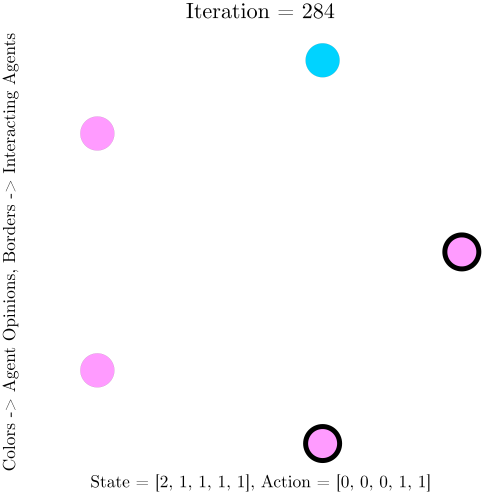 Iteration = 284
Colors -> Agent Opinions, Borders -> Interacting Agents
State = [2, 1, 1, 1, 1], Action = [0, 0, 0, 1, 1]